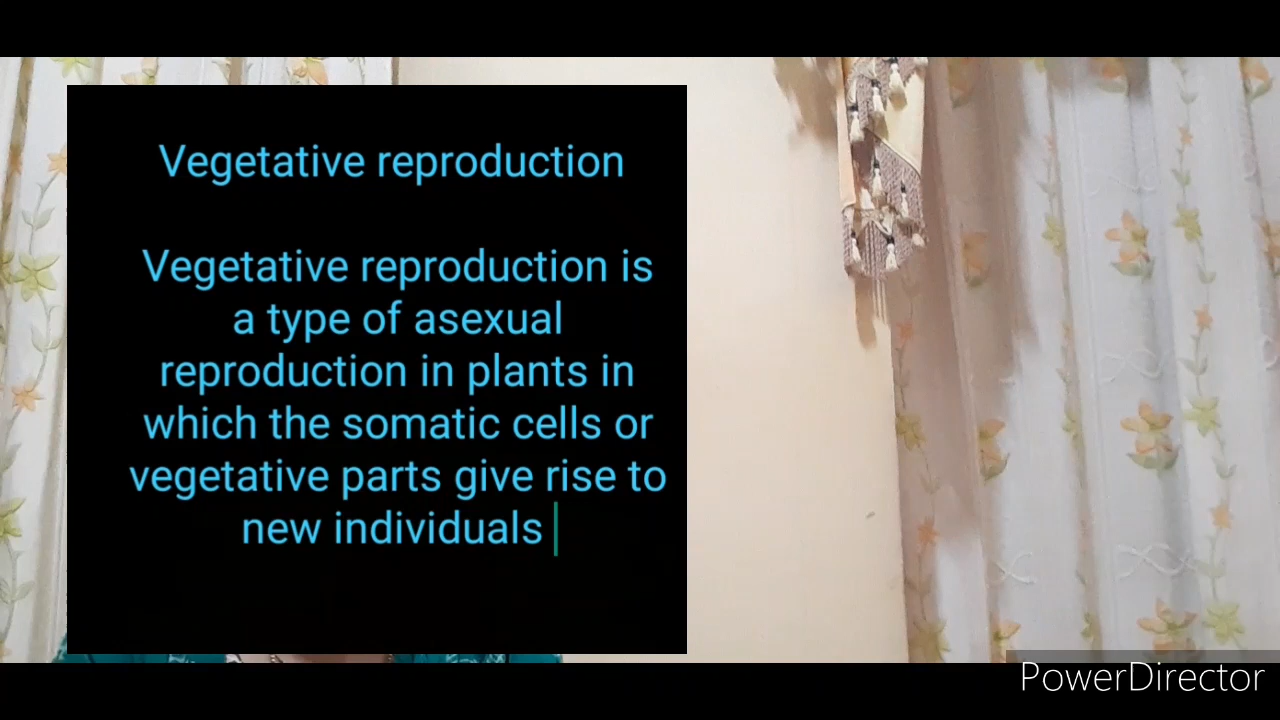 Vegetative reproduction
Vegetative reproduction is
a type of asexual
reproduction in plants in
which the somatic cells or
vegetative parts give rise to
new individuals
PowerDirector